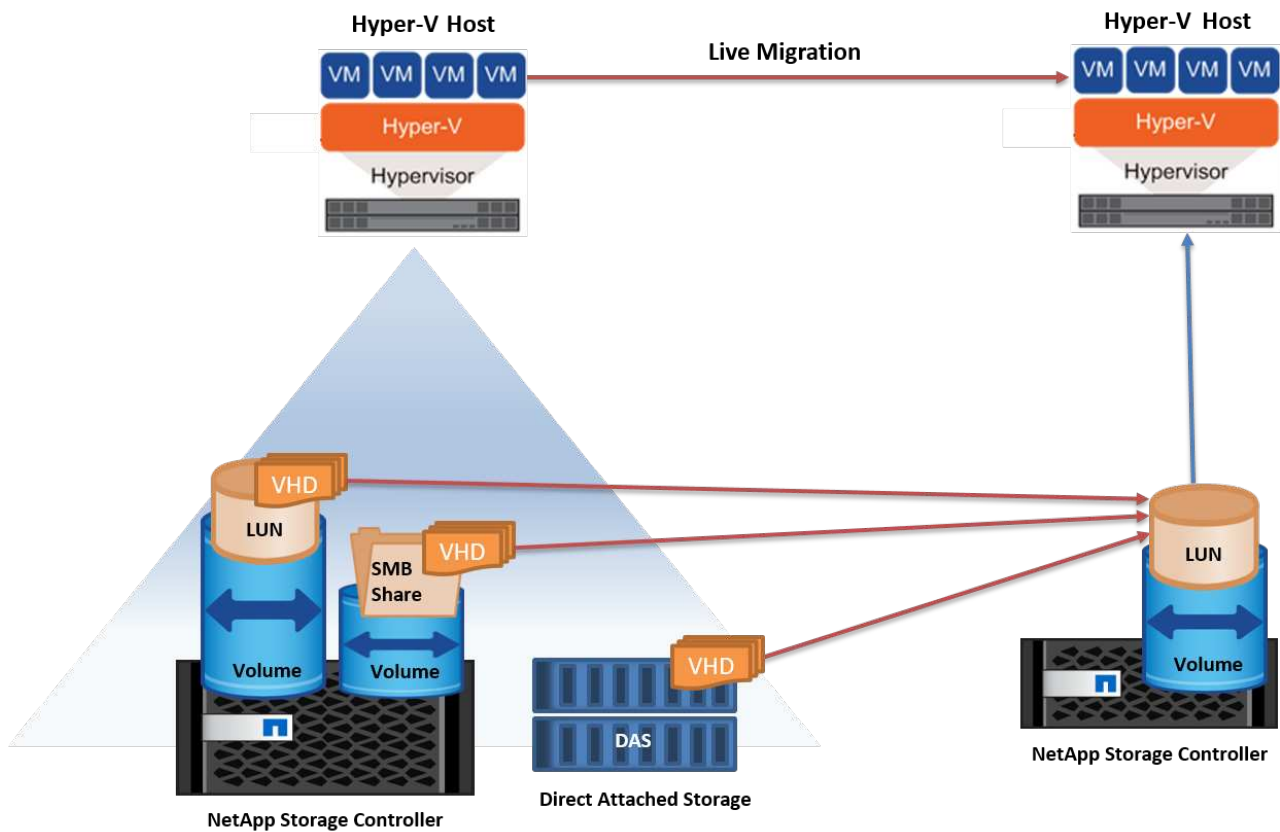 Hyper-V Host
Hyper-V Host
Live Migration
VM VM VM VM
VM VM VM VM
Hyper-V
Hyper-V
Hypervisor
Hypervisor
VHD
LUN
VHD
SMB
Share
LUN
VHD
Volume
Volume
Volume
DAS
NetApp Storage Controller
Direct Attached Storage
NetApp Storage Controller